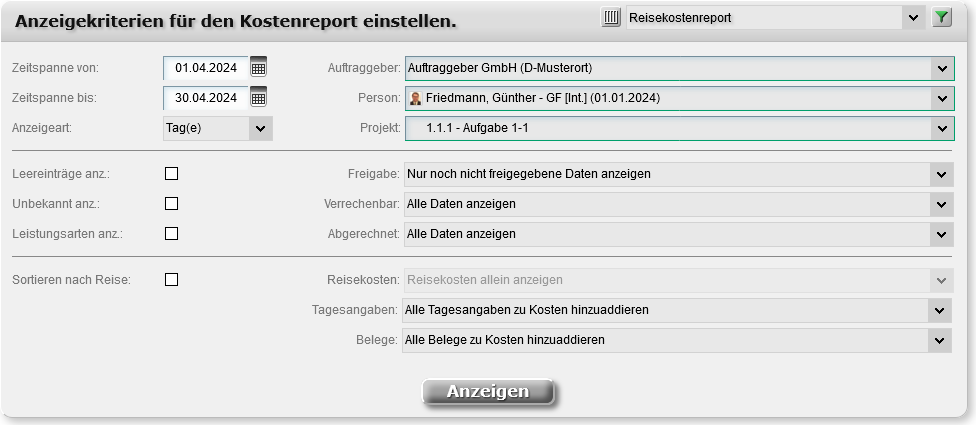 Anzeigekriterien für den Kostenreport einstellen. Reisekostenreport
Zeitspanne von: 01.04.2024 Auftraggeber: Auftraggeber GmbH (D-Musterort)
Zeitspanne bis: 30.04.2024 Person: Friedmann, Günther - GF [Int.] (01.01.2024)
Anzeigeart: Tag(e) Projekt: 1.1.1 - Aufgabe 1-1
Leereinträge anz.: Freigabe: Nur noch nicht freigegebene Daten anzeigen
Unbekannt anz.: Verrechenbar: Alle Daten anzeigen
Leistungsarten anz.: Abgerechnet: Alle Daten anzeigen
Sortieren nach Reise: Reisekosten: Reisekosten allein anzeigen
Tagesangaben: Alle Tagesangaben zu Kosten hinzuaddieren
Belege: Alle Belege zu Kosten hinzuaddieren
Anzeigen